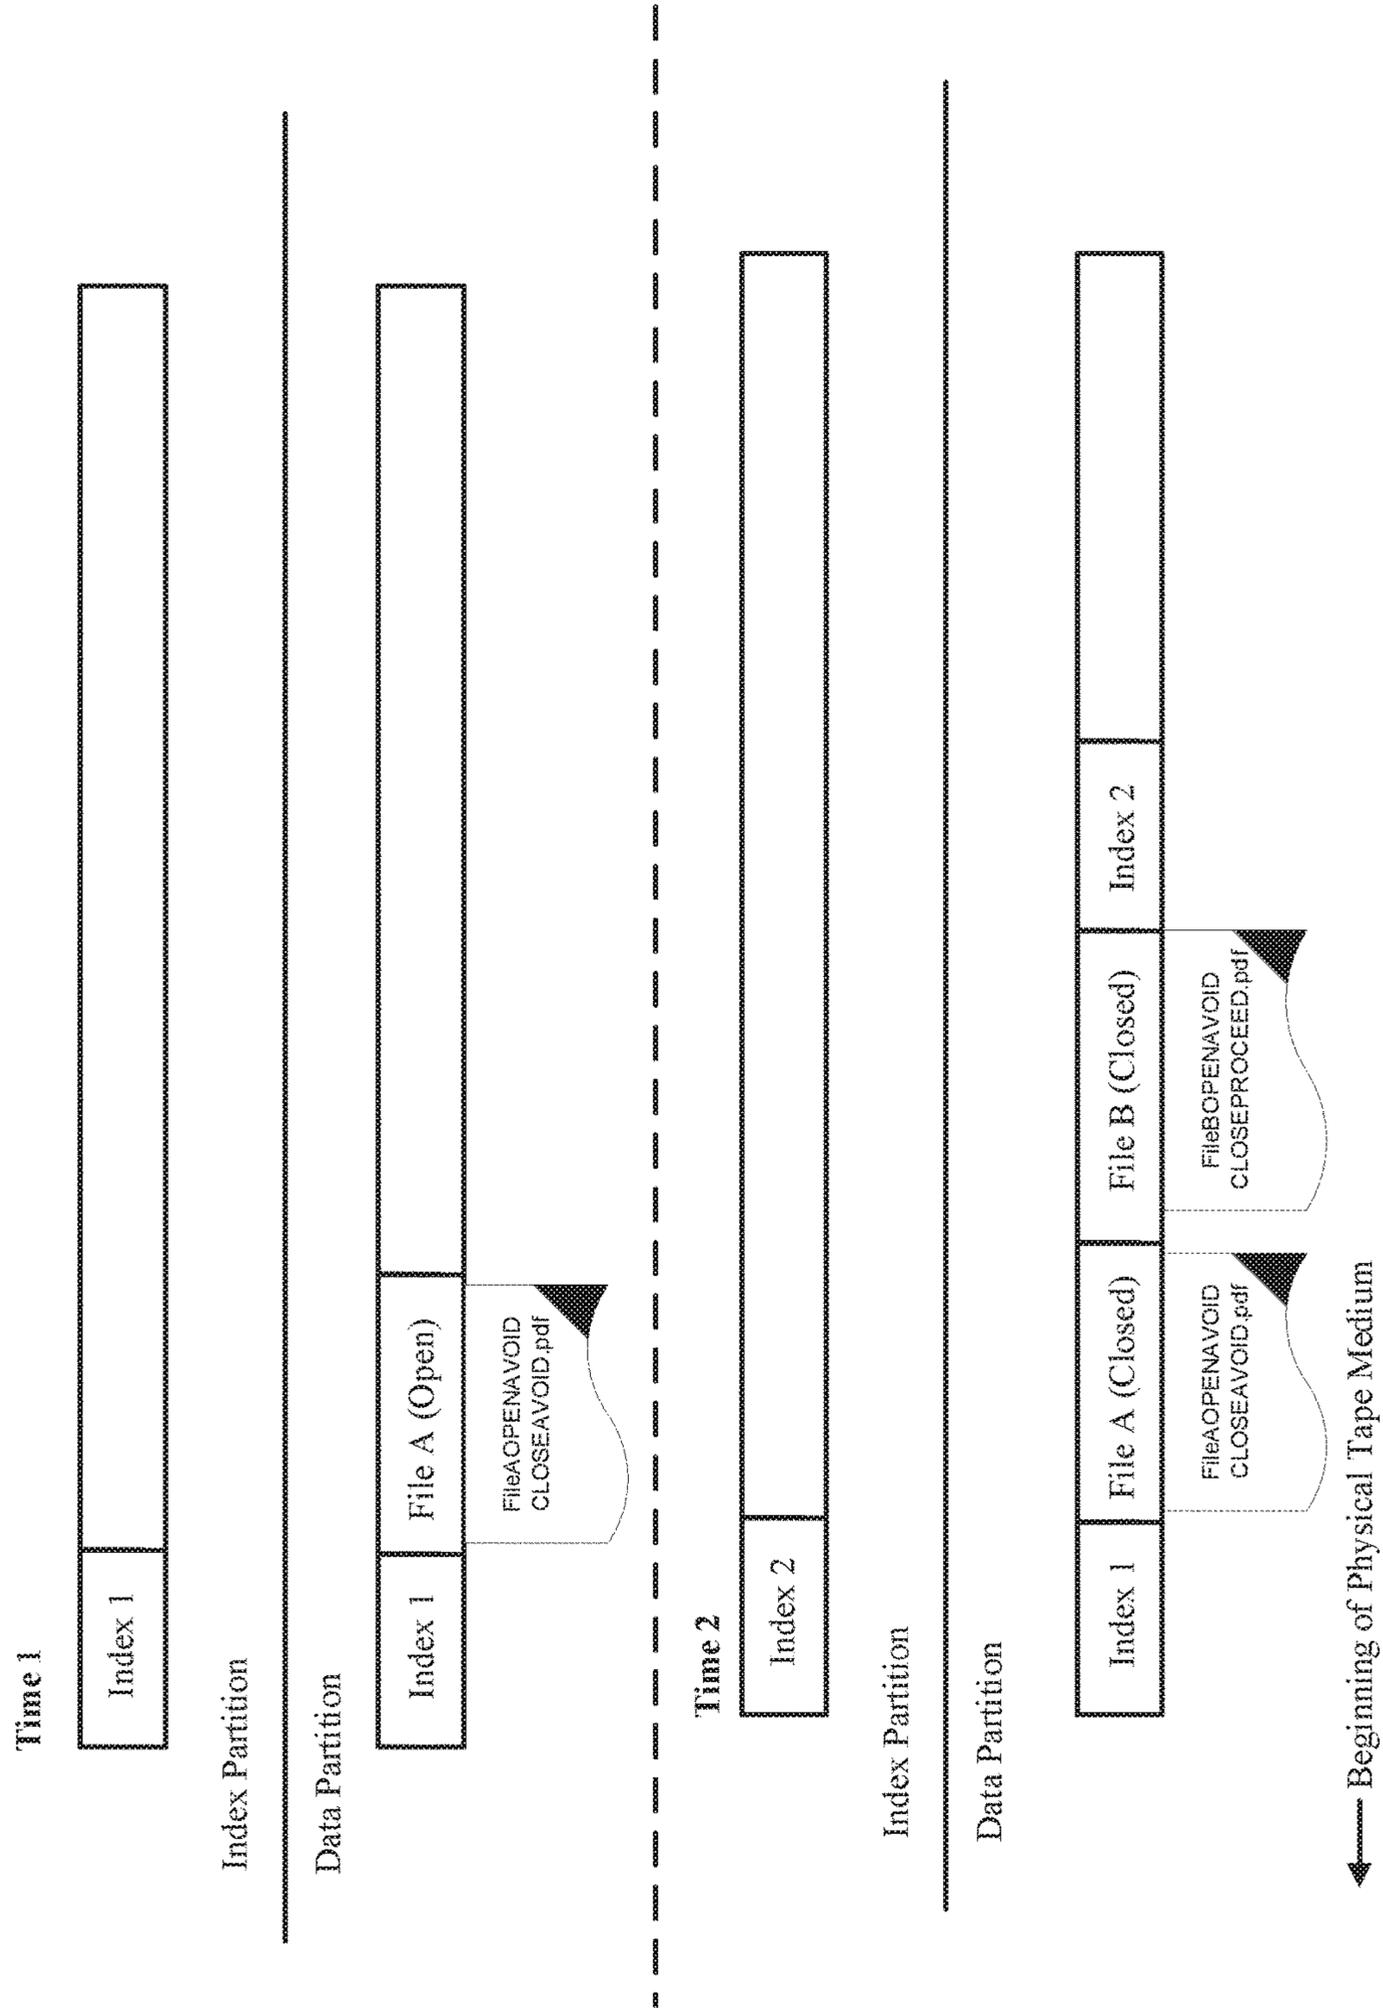 Time 1
Index 1
Index Partition
Data Partition
Index 1
File A (Open)
FileAOPENAVOID
CLOSEAVOID.pdf
Time 2
Index 2
Index Partition
Data Partition
Index 1
File A (Closed)
File B (Closed)
Index 2
FileAOPENAVOID
CLOSEAVOID.pdf
FileBOPENAVOID
CLOSEPROCEED.pdf
Beginning of Physical Tape Medium